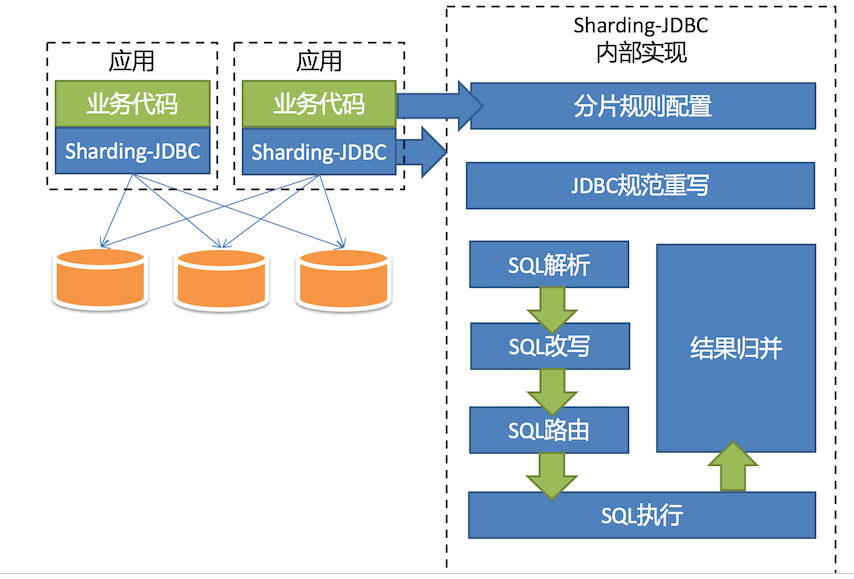 应用
业务代码
Sharding-JDBC
应用
业务代码
Sharding-JDBC
Sharding-JDBC
内部实现
分片规则配置
JDBC规范重写
SQL解析
SQL改写
SQL路由
结果归并
SQL执行